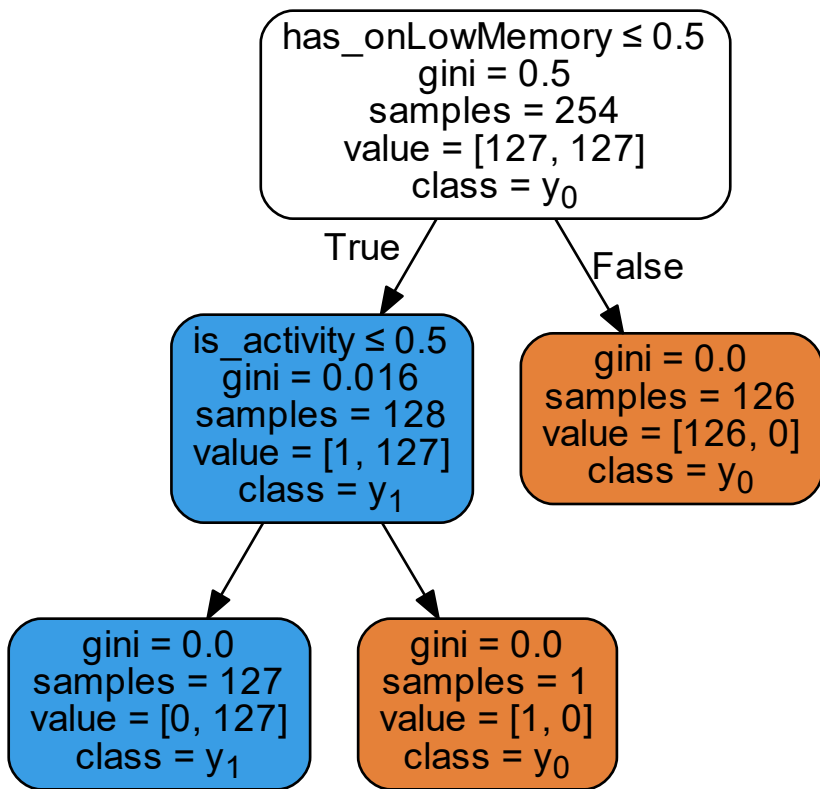 has_onLowMemory ≤ 0.5
gini = 0.5
samples = 254
value = [127, 127]
class = y₀
True
False
is_activity ≤ 0.5
gini = 0.016
samples = 128
value = [1, 127]
class = y₁
gini = 0.0
samples = 126
value = [126, 0]
class = y₀
gini = 0.0
samples = 127
value = [0, 127]
class = y₁
gini = 0.0
samples = 1
value = [1, 0]
class = y₀